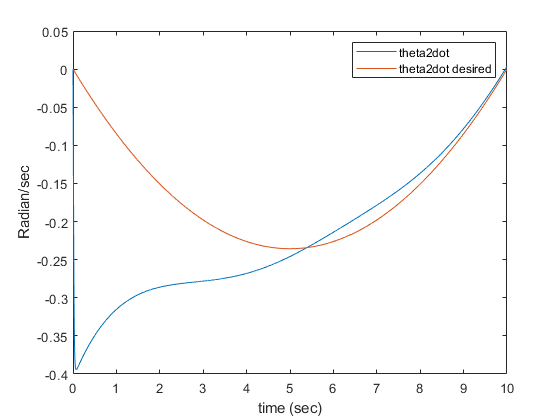 0.05
theta2dot
theta2dot desired
0
-0.05
-0.1
-0.15
-0.2
-0.25
-0.3
-0.35
-0.4
Radian/sec
0 1 2 3 4 5 6 7 8 9 10
time (sec)